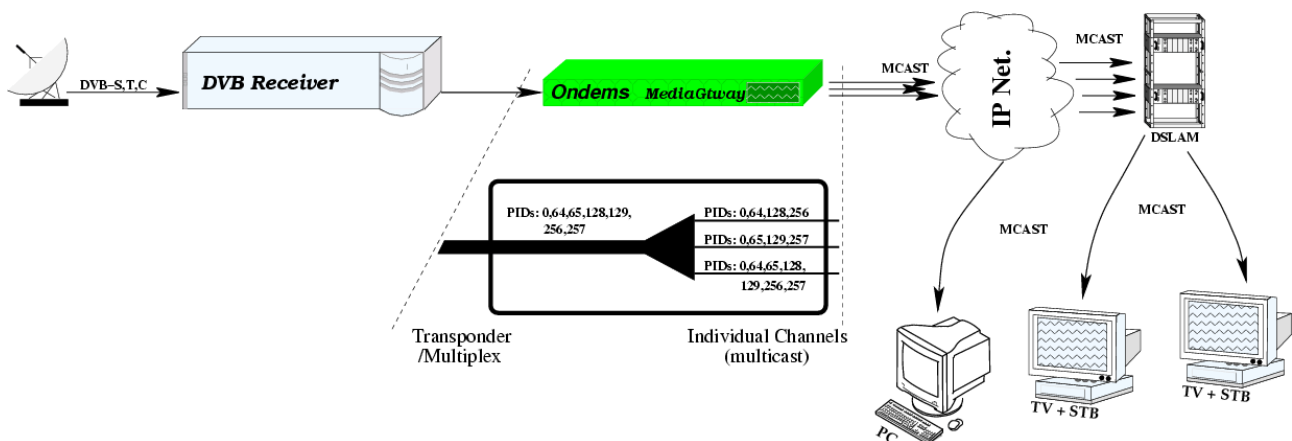 DVB–S,T,C
DVB Receiver
Ondems MediaGtway
MCAST
IP Net.
MCAST
DSLAM
PIDs: 0,64,65,128,129,
256,257
PIDs: 0,64,128,256
PIDs: 0,65,129,257
PIDs: 0,64,65,128,
129,256,257
Transponder
/Multiplex
Individual Channels
(multicast)
MCAST
MCAST
PC
TV + STB
TV + STB